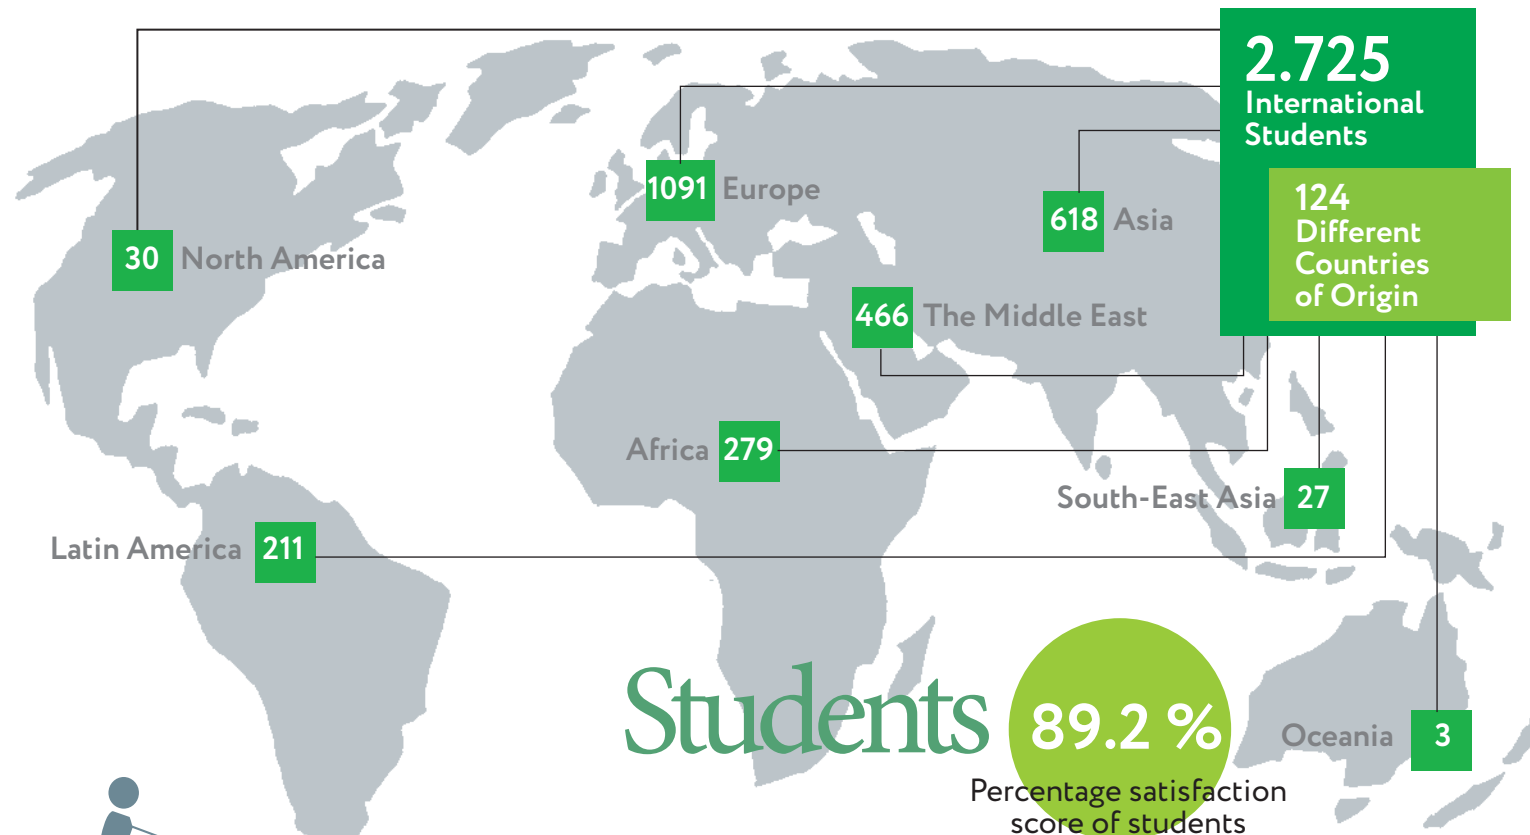 2.725
International
Students
124
Different
Countries
of Origin
1091 Europe
618 Asia
30 North America
466 The Middle East
Africa 279
South-East Asia 27
Latin America 211
Students
89.2 %
Oceania 3
Percentage satisfaction
score of students